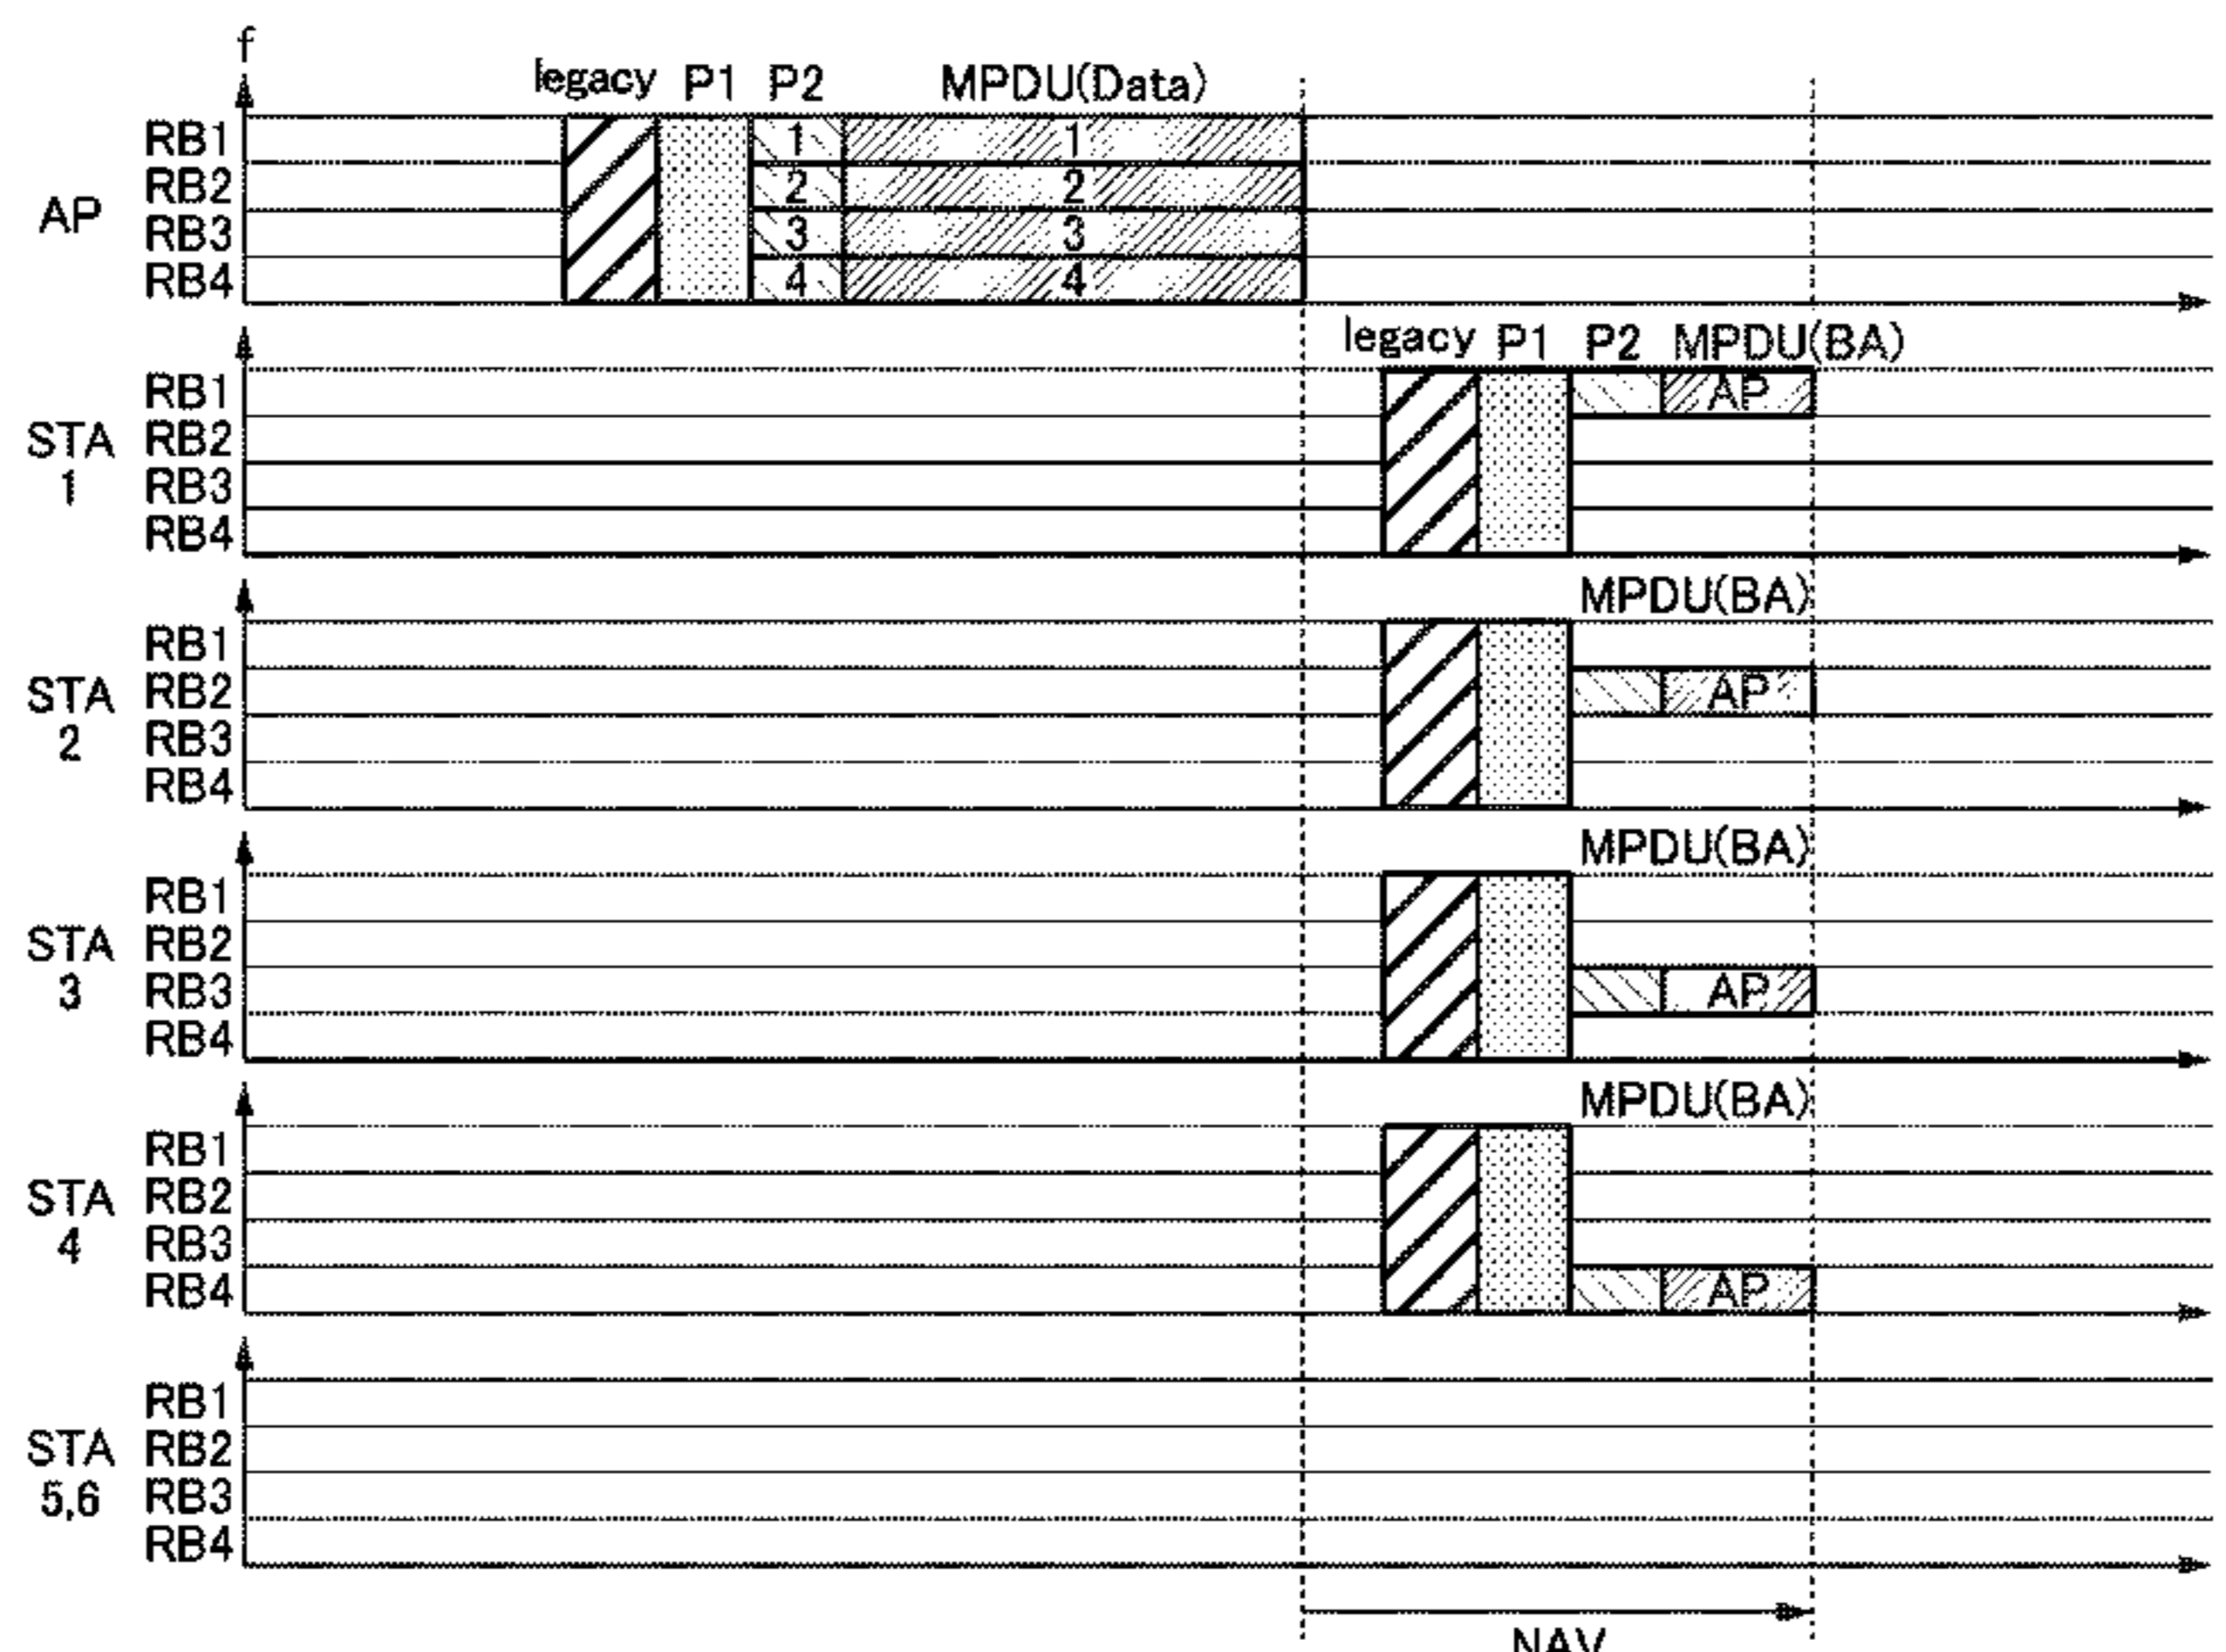 f
legacy P1 P2 MPDU(Data)
RB1 1 1
RB2 2 2
AP
RB3 3 3
RB4 4 4
legacy P1 P2 MPDU(BA)
RB1 AP
STA RB2
1 RB3
RB4
MPDU(BA)
RB1
STA RB2 AP
2 RB3
RB4
MPDU(BA)
RB1
STA RB2
3 RB3 AP
RB4
MPDU(BA)
RB1
STA RB2
4 RB3
RB4 AP
RB1
STA RB2
5,6 RB3
RB4
NAV